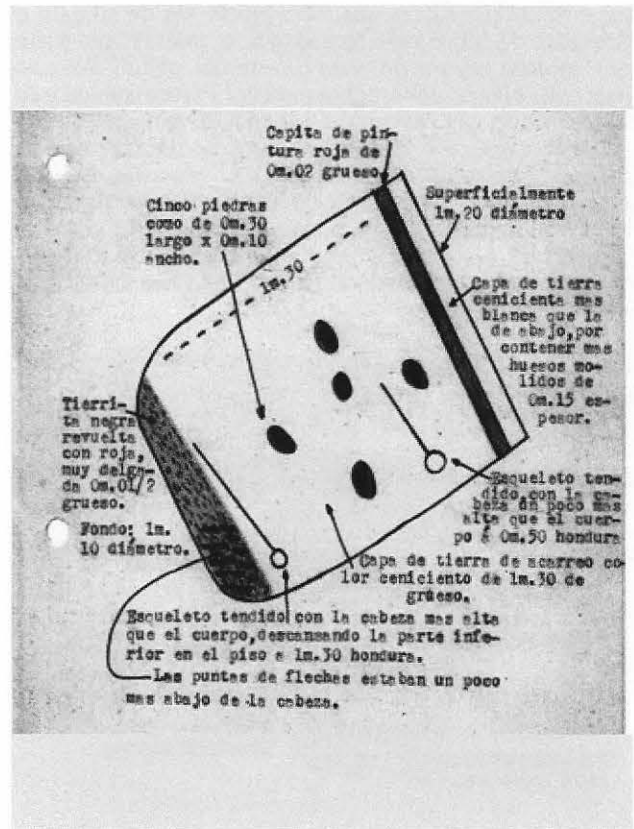 Capita de pin-
tura roja de
0m.02 grueso.
Superficialmente
1m.20 diámetro
Cinco piedras
como de 0m.30
largo x 0m.10
ancho.
1m.30
Capa de tierra
cenicienta mas
blanca que la
de abajo,por
contener mas
huesos mo-
lidos de
0m.15 es-
pesor.
Tierri-
ta negra
revuelta
con roja,
muy delga-
da 0m.01/2
grueso.
Esqueleto ten-
dido,con la ca-
beza un poco mas
alta que el cuer-
po á 0m.50 hondura
Fondo: 1m.
10 diámetro.
Capa de tierra de acarreo co
lor ceniciento de 1m.30 de
grueso.
Esqueleto tendido con la cabeza mas alta
que el cuerpo,descansando la parte infe-
rior en el piso a 1m.30 hondura.
Las puntas de flechas estaban un poco
mas abajo de la cabeza.